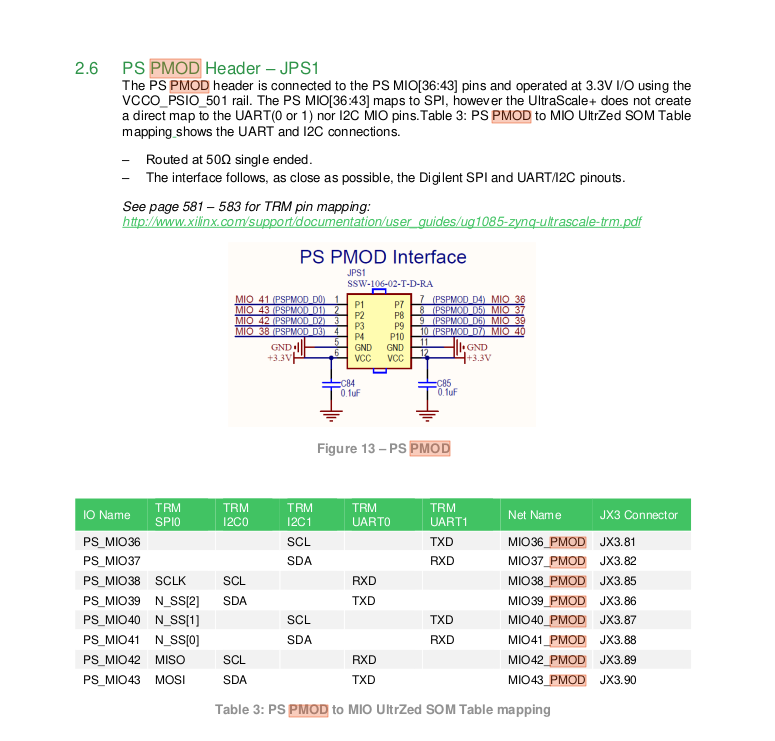 2.6 PS PMOD Header – JPS1
The PS PMOD header is connected to the PS MIO[36:43] pins and operated at 3.3V I/O using the
VCCO_PSIO_501 rail. The PS MIO[36:43] maps to SPI, however the UltraScale+ does not create
a direct map to the UART(0 or 1) nor I2C MIO pins.Table 3: PS PMOD to MIO UltrZed SOM Table
mapping shows the UART and I2C connections.
– Routed at 50Ω single ended.
– The interface follows, as close as possible, the Digilent SPI and UART/I2C pinouts.
See page 581 – 583 for TRM pin mapping:
http://www.xilinx.com/support/documentation/user_guides/ug1085-zynq-ultrascale-trm.pdf
PS PMOD Interface
JPS1
SSW-106-02-T-D-RA
MIO_41 (PSPMOD_D0) 1 P1 P7 7 (PSPMOD_D4) MIO_36
MIO_43 (PSPMOD_D1) 2 P2 P8 8 (PSPMOD_D5) MIO_37
MIO_42 (PSPMOD_D2) 3 P3 P9 9 (PSPMOD_D6) MIO_39
MIO_38 (PSPMOD_D3) 4 P4 P10 10 (PSPMOD_D7) MIO_40
GND 5 GND GND 11 GND
+3.3V 6 VCC VCC 12 +3.3V
C84 C85
0.1uF 0.1uF
Figure 13 – PS PMOD
IO Name TRM SPI0 TRM I2C0 TRM I2C1 TRM UART0 TRM UART1 Net Name JX3 Connector
PS_MIO36 SCL TXD MIO36_PMOD JX3.81
PS_MIO37 SDA RXD MIO37_PMOD JX3.82
PS_MIO38 SCLK SCL RXD MIO38_PMOD JX3.85
PS_MIO39 N_SS[2] SDA TXD MIO39_PMOD JX3.86
PS_MIO40 N_SS[1] SCL TXD MIO40_PMOD JX3.87
PS_MIO41 N_SS[0] SDA RXD MIO41_PMOD JX3.88
PS_MIO42 MISO SCL RXD MIO42_PMOD JX3.89
PS_MIO43 MOSI SDA TXD MIO43_PMOD JX3.90
Table 3: PS PMOD to MIO UltrZed SOM Table mapping